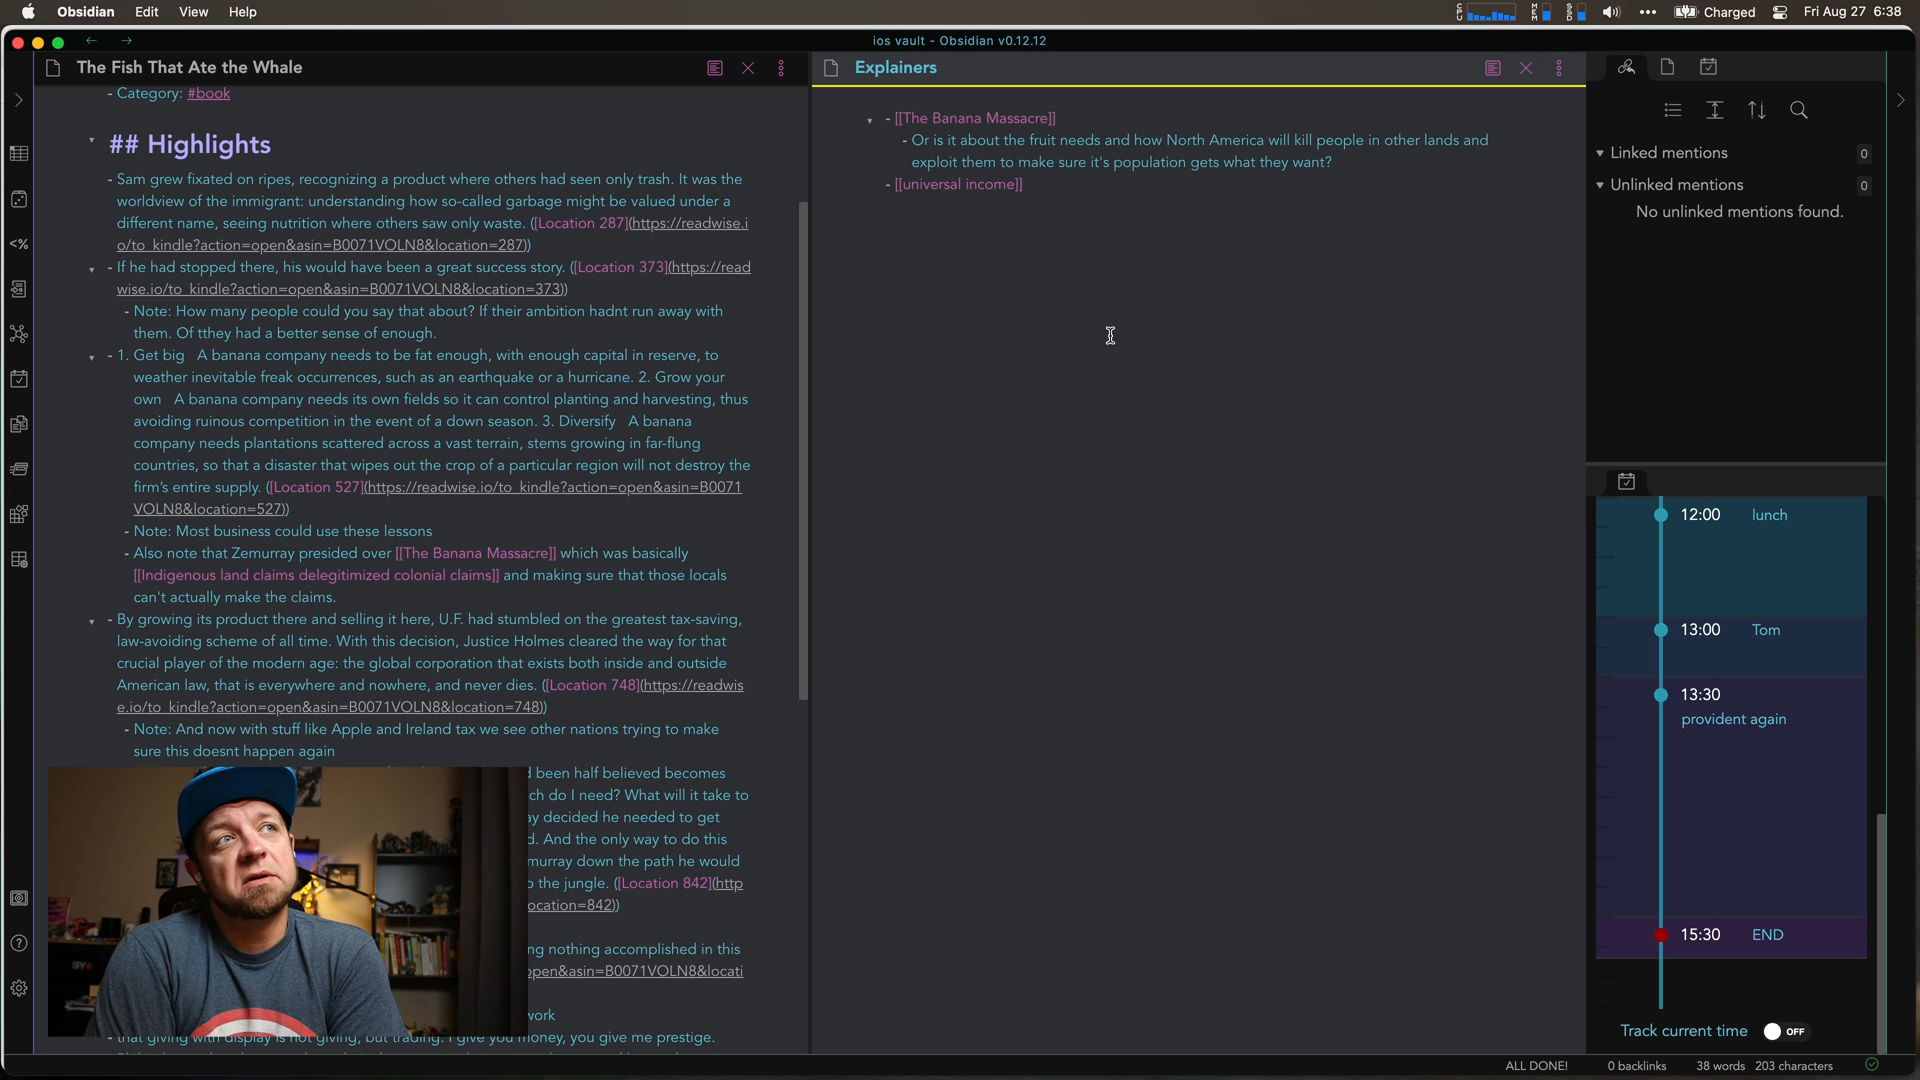 Obsidian Edit View Help
Charged Fri Aug 27 6:38
ios vault - Obsidian v0.12.12
The Fish That Ate the Whale
- Category: #book
## Highlights
- Sam grew fixated on ripes, recognizing a product where others had seen only trash. It was the
worldview of the immigrant: understanding how so-called garbage might be valued under a
different name, seeing nutrition where others saw only waste. ([Location 287](https://readwise.i
o/to_kindle?action=open&asin=B0071VOLN8&location=287))
- If he had stopped there, his would have been a great success story. ([Location 373](https://read
wise.io/to_kindle?action=open&asin=B0071VOLN8&location=373))
- Note: How many people could you say that about? If their ambition hadnt run away with
them. Of tthey had a better sense of enough.
- 1. Get big A banana company needs to be fat enough, with enough capital in reserve, to
weather inevitable freak occurrences, such as an earthquake or a hurricane. 2. Grow your
own A banana company needs its own fields so it can control planting and harvesting, thus
avoiding ruinous competition in the event of a down season. 3. Diversify A banana
company needs plantations scattered across a vast terrain, stems growing in far-flung
countries, so that a disaster that wipes out the crop of a particular region will not destroy the
firm's entire supply. ([Location 527](https://readwise.io/to_kindle?action=open&asin=B0071
VOLN8&location=527))
- Note: Most business could use these lessons
- Also note that Zemurray presided over [[The Banana Massacre]] which was basically
[[Indigenous land claims delegitimized colonial claims]] and making sure that those locals
can't actually make the claims.
- By growing its product there and selling it here, U.F. had stumbled on the greatest tax-saving,
law-avoiding scheme of all time. With this decision, Justice Holmes cleared the way for that
crucial player of the modern age: the global corporation that exists both inside and outside
American law, that is everywhere and nowhere, and never dies. ([Location 748](https://readwis
e.io/to_kindle?action=open&asin=B0071VOLN8&location=748))
- Note: And now with stuff like Apple and Ireland tax we see other nations trying to make
sure this doesnt happen again
been half believed becomes
ch do I need? What will it take to
ay decided he needed to get
d. And the only way to do this
murray down the path he would
the jungle. ([Location 842](http
ocation=842))
ng nothing accomplished in this
open&asin=B0071VOLN8&locati
work
- that giving with display is not giving, but trading. I give you money, you give me prestige.
Explainers
- [[The Banana Massacre]]
- Or is it about the fruit needs and how North America will kill people in other lands and
exploit them to make sure it's population gets what they want?
- [[universal income]]
Linked mentions 0
Unlinked mentions 0
No unlinked mentions found.
12:00 lunch
13:00 Tom
13:30
provident again
15:30 END
Track current time OFF
ALL DONE! 0 backlinks 38 words 203 characters